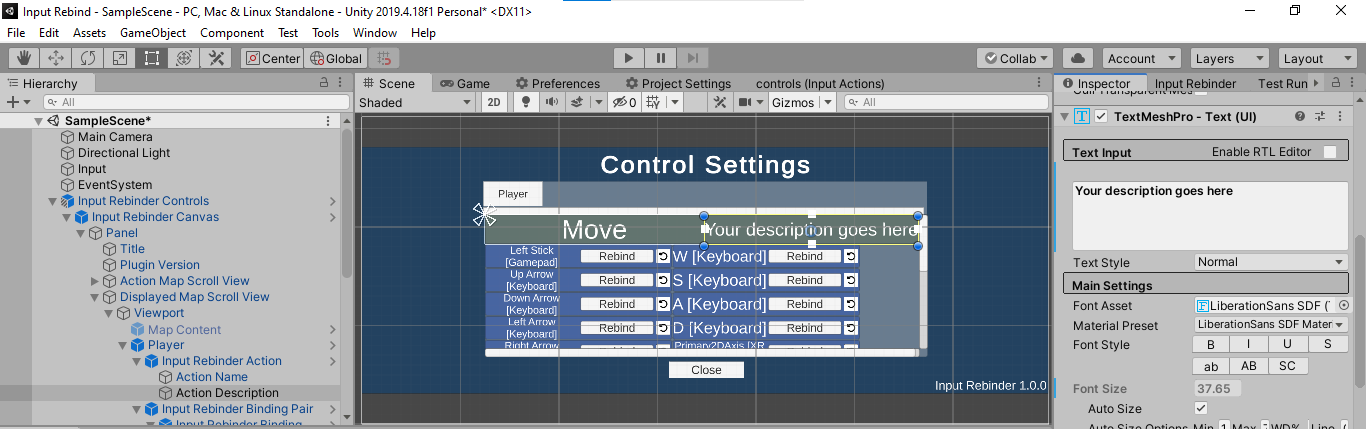 Input Rebind - SampleScene - PC, Mac & Linux Standalone - Unity 2019.4.18f1 Personal* <DX11>
File Edit Assets GameObject Component Test Tools Window Help
Center Global Collab Account Layers Layout
Hierarchy
All
SampleScene*
Main Camera
Directional Light
Input
EventSystem
Input Rebinder Controls
Input Rebinder Canvas
Panel
Title
Plugin Version
Action Map Scroll View
Displayed Map Scroll View
Viewport
Map Content
Player
Input Rebinder Action
Action Name
Action Description
Input Rebinder Binding Pair
Input Rebinder Binding
Scene Game Preferences Project Settings controls (Input Actions)
Shaded 2D 0 Gizmos All
Control Settings
Player
Move Your description goes here
Left Stick [Gamepad] Rebind W [Keyboard] Rebind
Up Arrow [Keyboard] Rebind S [Keyboard] Rebind
Down Arrow [Keyboard] Rebind A [Keyboard] Rebind
Left Arrow [Keyboard] Rebind D [Keyboard] Rebind
Right Arrow Primary2DAxis [XR
Close
Input Rebinder 1.0.0
Inspector Input Rebinder Test Run
TextMeshPro - Text (UI)
Text Input Enable RTL Editor
Your description goes here
Text Style Normal
Main Settings
Font Asset LiberationSans SDF (
Material Preset LiberationSans SDF Mater
Font Style B I U S
ab AB SC
Font Size 37.65
Auto Size
Auto Size Options Min 1 Max WD% Line